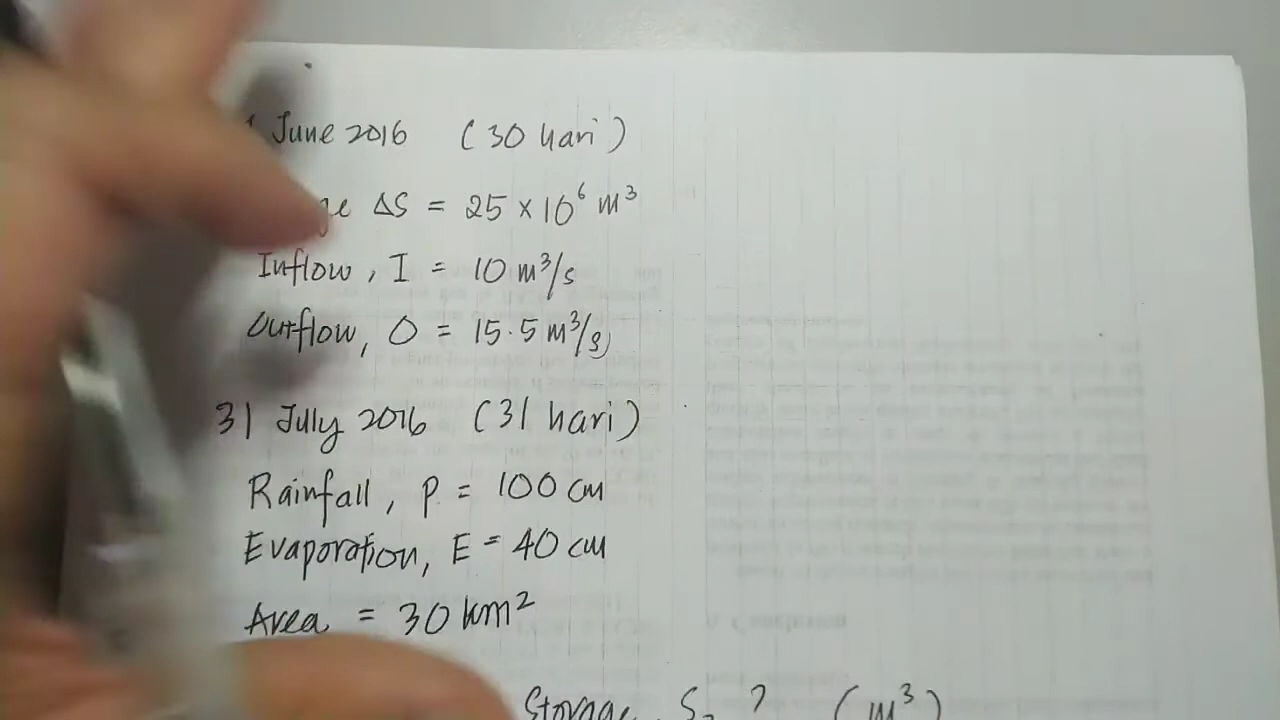 June 2016 (30 hari)
ΔS = 25 × 10⁶ m³
Inflow, I = 10 m³/s
Outflow, O = 15.5 m³/s
31 July 2016 (31 hari)
Rainfall, P = 100 cm
Evaporation, E = 40 cm
Area = 30 km²
Storage, S₂ ? (m³)